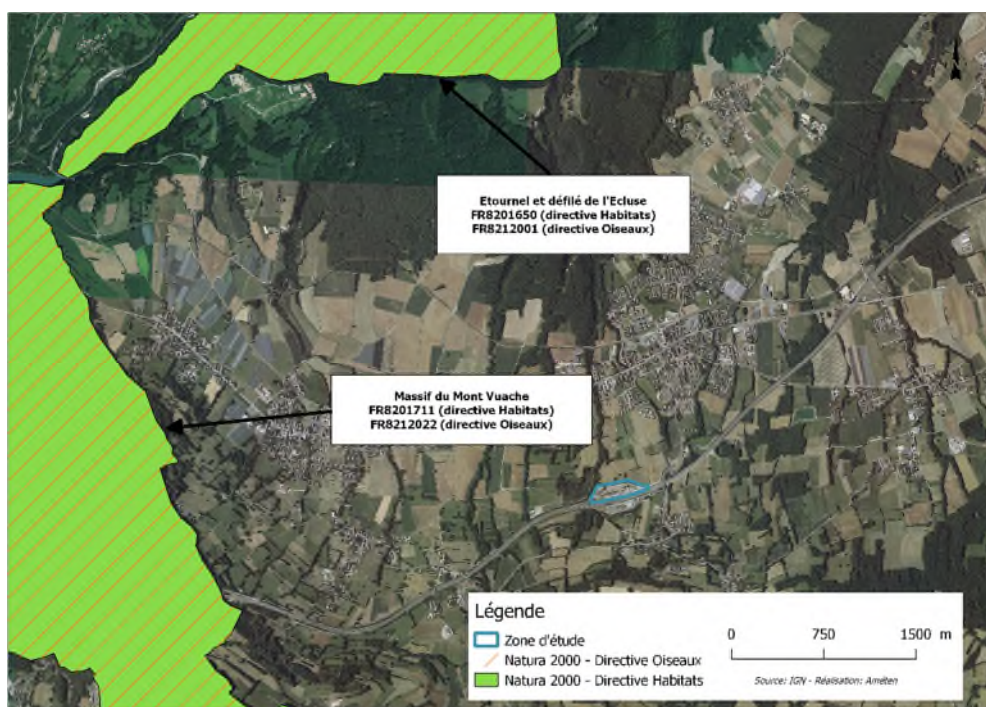 Etournel et défilé de l'Ecluse
FR8201650 (directive Habitats)
FR8212001 (directive Oiseaux)
Massif du Mont Vuache
FR8201711 (directive Habitats)
FR8212022 (directive Oiseaux)
Légende
Zone d'étude
Natura 2000 - Directive Oiseaux
Natura 2000 - Directive Habitats
0 750 1500 m
Source: IGN - Réalisation: Améten